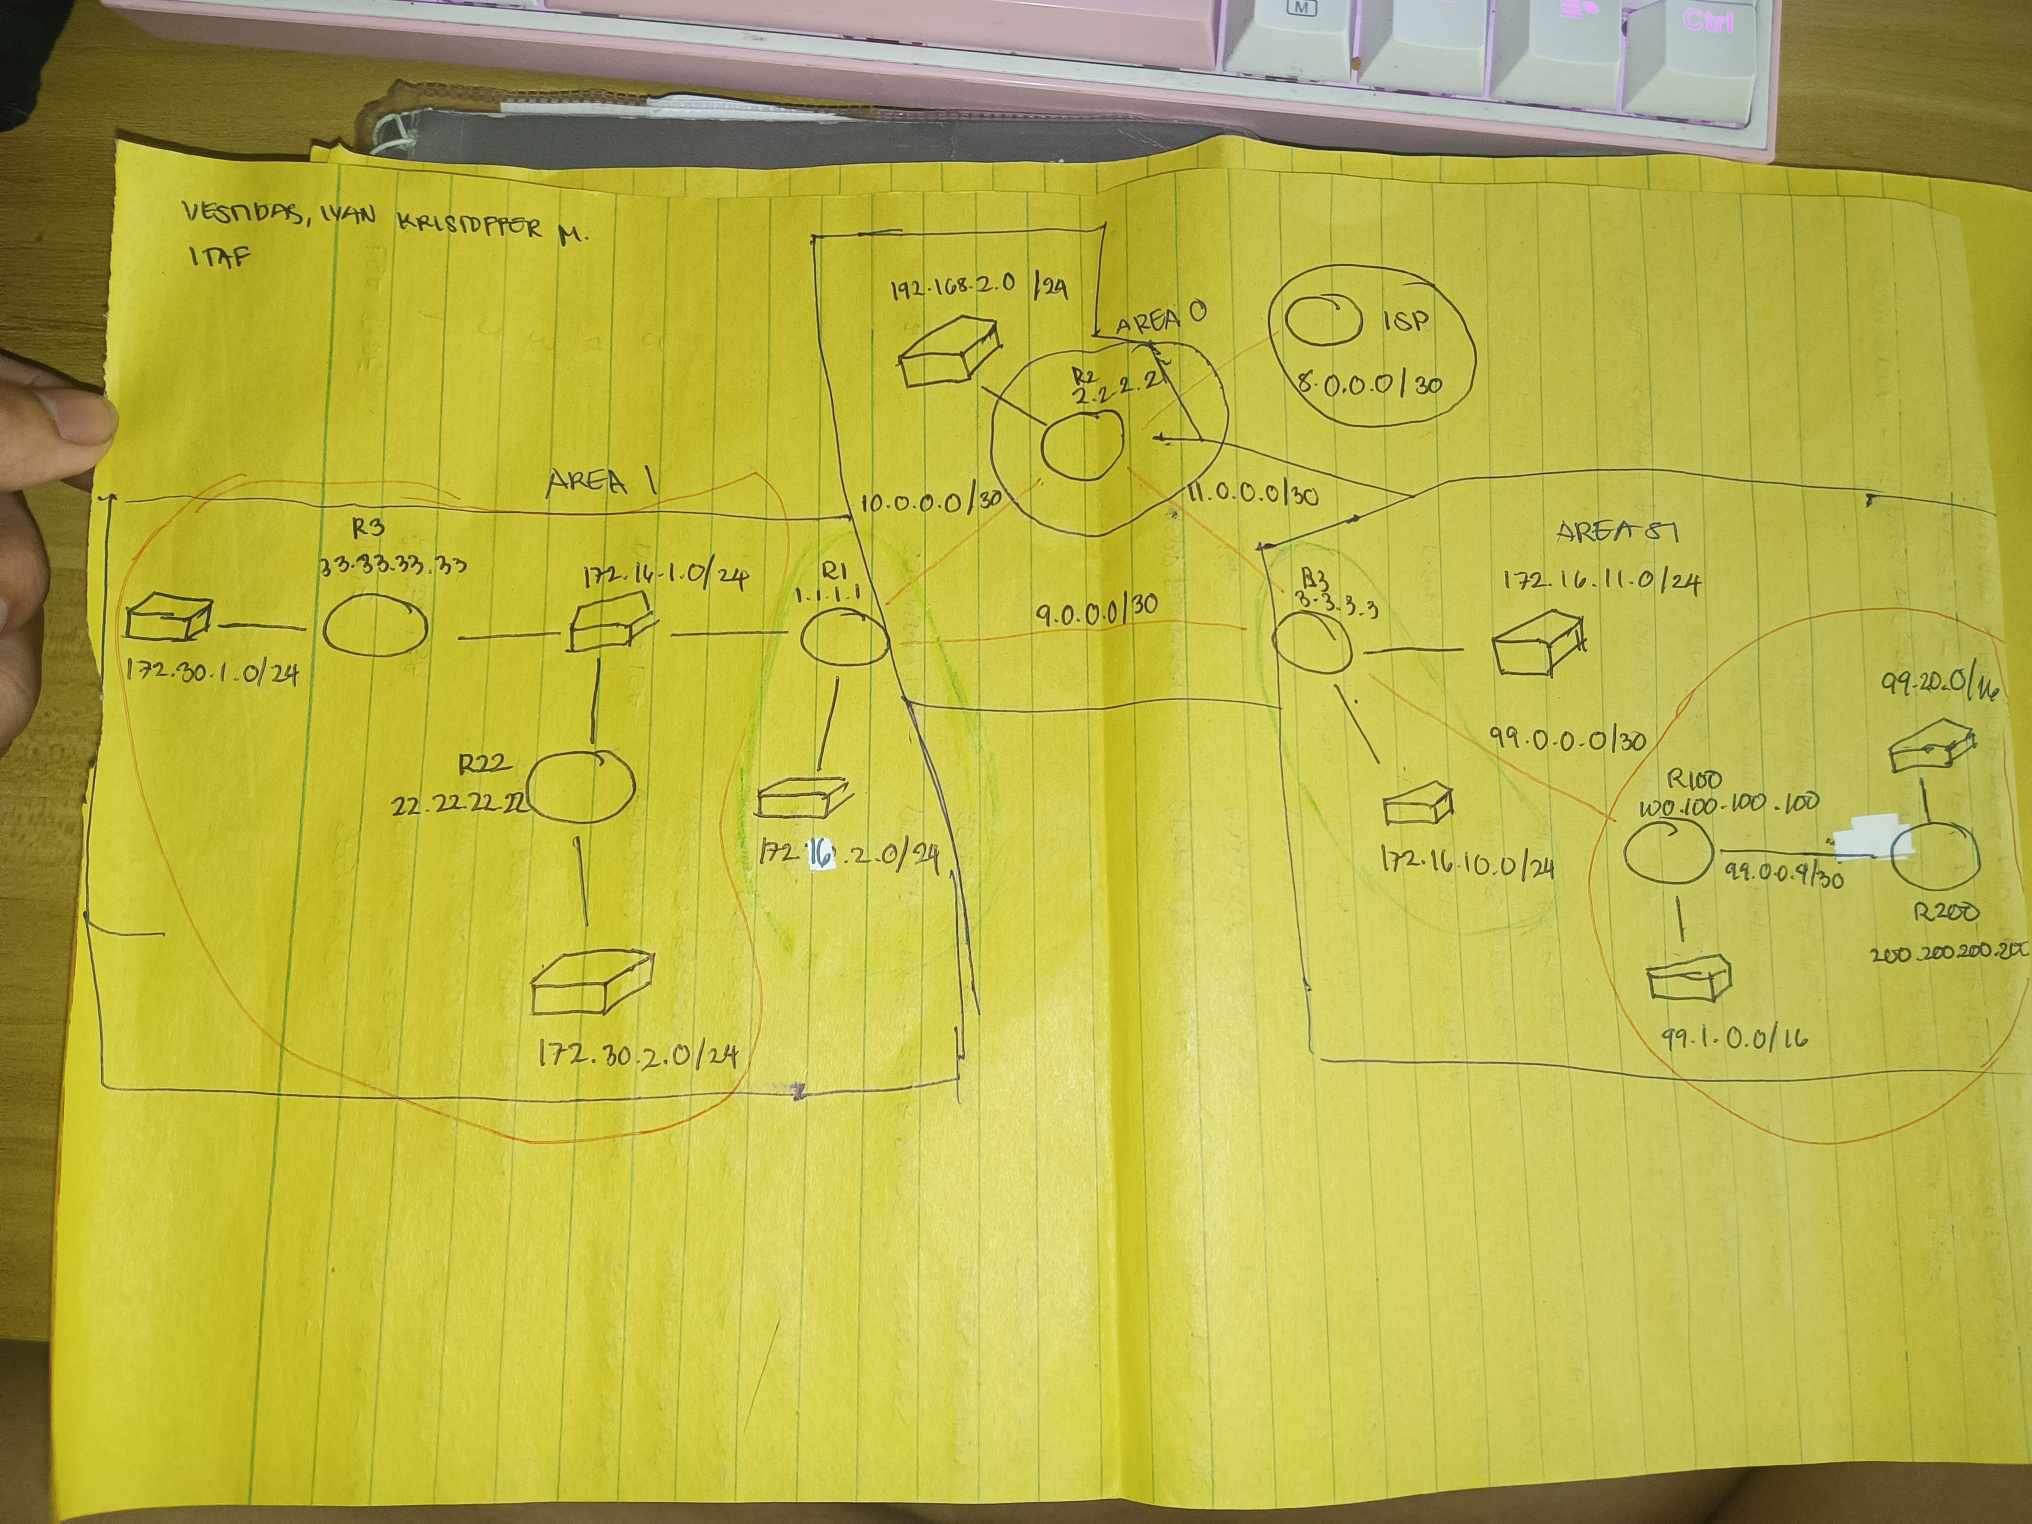 M
Ctrl
VESTIDAS, IVAN KRISTOFFER M.
ITAF
192.168.2.0 /24
AREA 0
ISP
8.0.0.0/30
R2
2.2.2.2
10.0.0.0/30
11.0.0.0/30
AREA 1
R3
33.33.33.33
172.16.1.0/24
R1
1.1.1.1
172.30.1.0/24
9.0.0.0/30
R22
22.22.22.22
172.16.2.0/24
172.30.2.0/24
AREA 51
R3
3.3.3.3
172.16.11.0/24
99.20.0/16
99.0.0.0/30
172.16.10.0/24
R100
100.100.100.100
99.0.0.4/30
R200
200.200.200.200
99.1.0.0/16